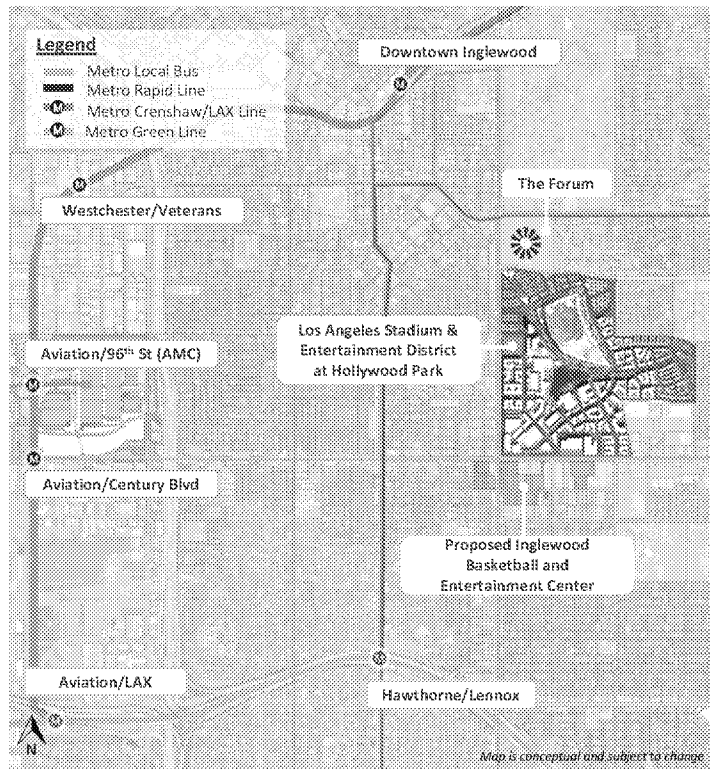 Legend
Metro Local Bus
Metro Rapid Line
M Metro Crenshaw/LAX Line
M Metro Green Line
Downtown Inglewood
M
The Forum
M
Westchester/Veterans
Los Angeles Stadium &
Entertainment District
at Hollywood Park
Aviation/96th St (AMC)
M
M
Aviation/Century Blvd
Proposed Inglewood
Basketball and
Entertainment Center
M
Aviation/LAX
Hawthorne/Lennox
M
N
Map is conceptual and subject to change